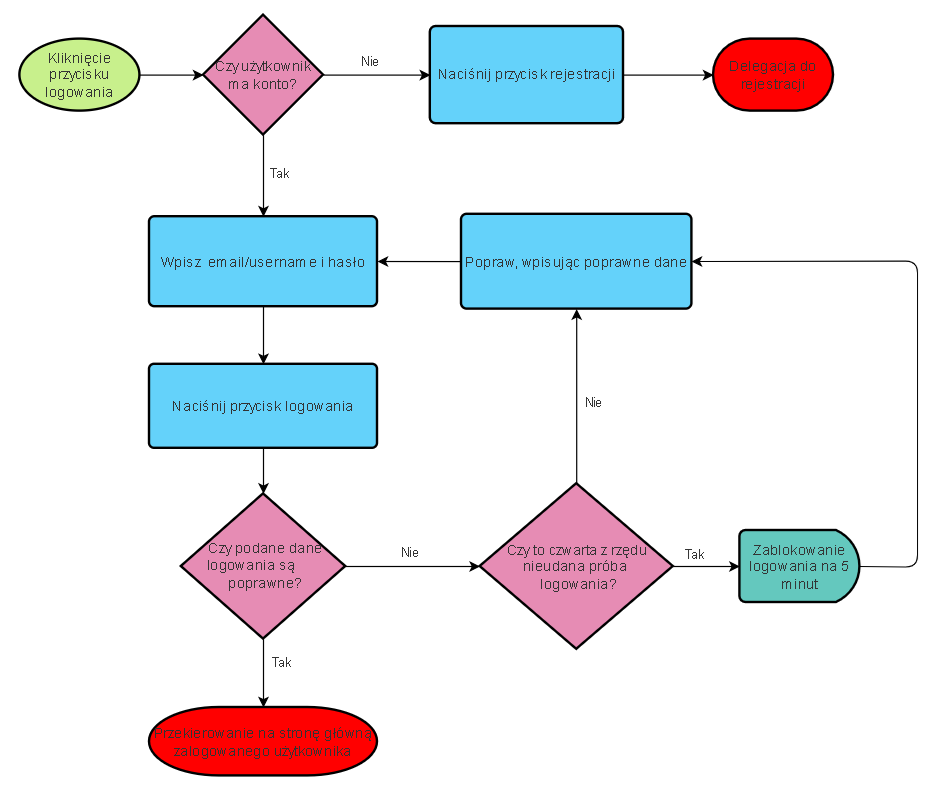 Kliknięcie
przycisku
logowania
Czy użytkownik
ma konto?
Nie
Naciśnij przycisk rejestracji
Delegacja do
rejestracji
Tak
Wpisz email/username i hasło
Popraw, wpisując poprawne dane
Naciśnij przycisk logowania
Nie
Czy podane dane
logowania są
poprawne?
Nie
Czy to czwarta z rzędu
nieudana próba
logowania?
Tak
Zablokowanie
logowania na 5
minut
Tak
Przekierowanie na stronę główną
zalogowanego użytkownika